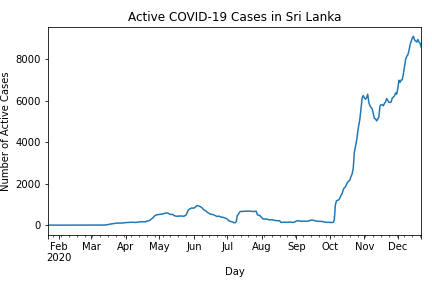 Active COVID-19 Cases in Sri Lanka
Number of Active Cases
8000
6000
4000
2000
0
Feb Mar Apr May Jun Jul Aug Sep Oct Nov Dec
2020
Day